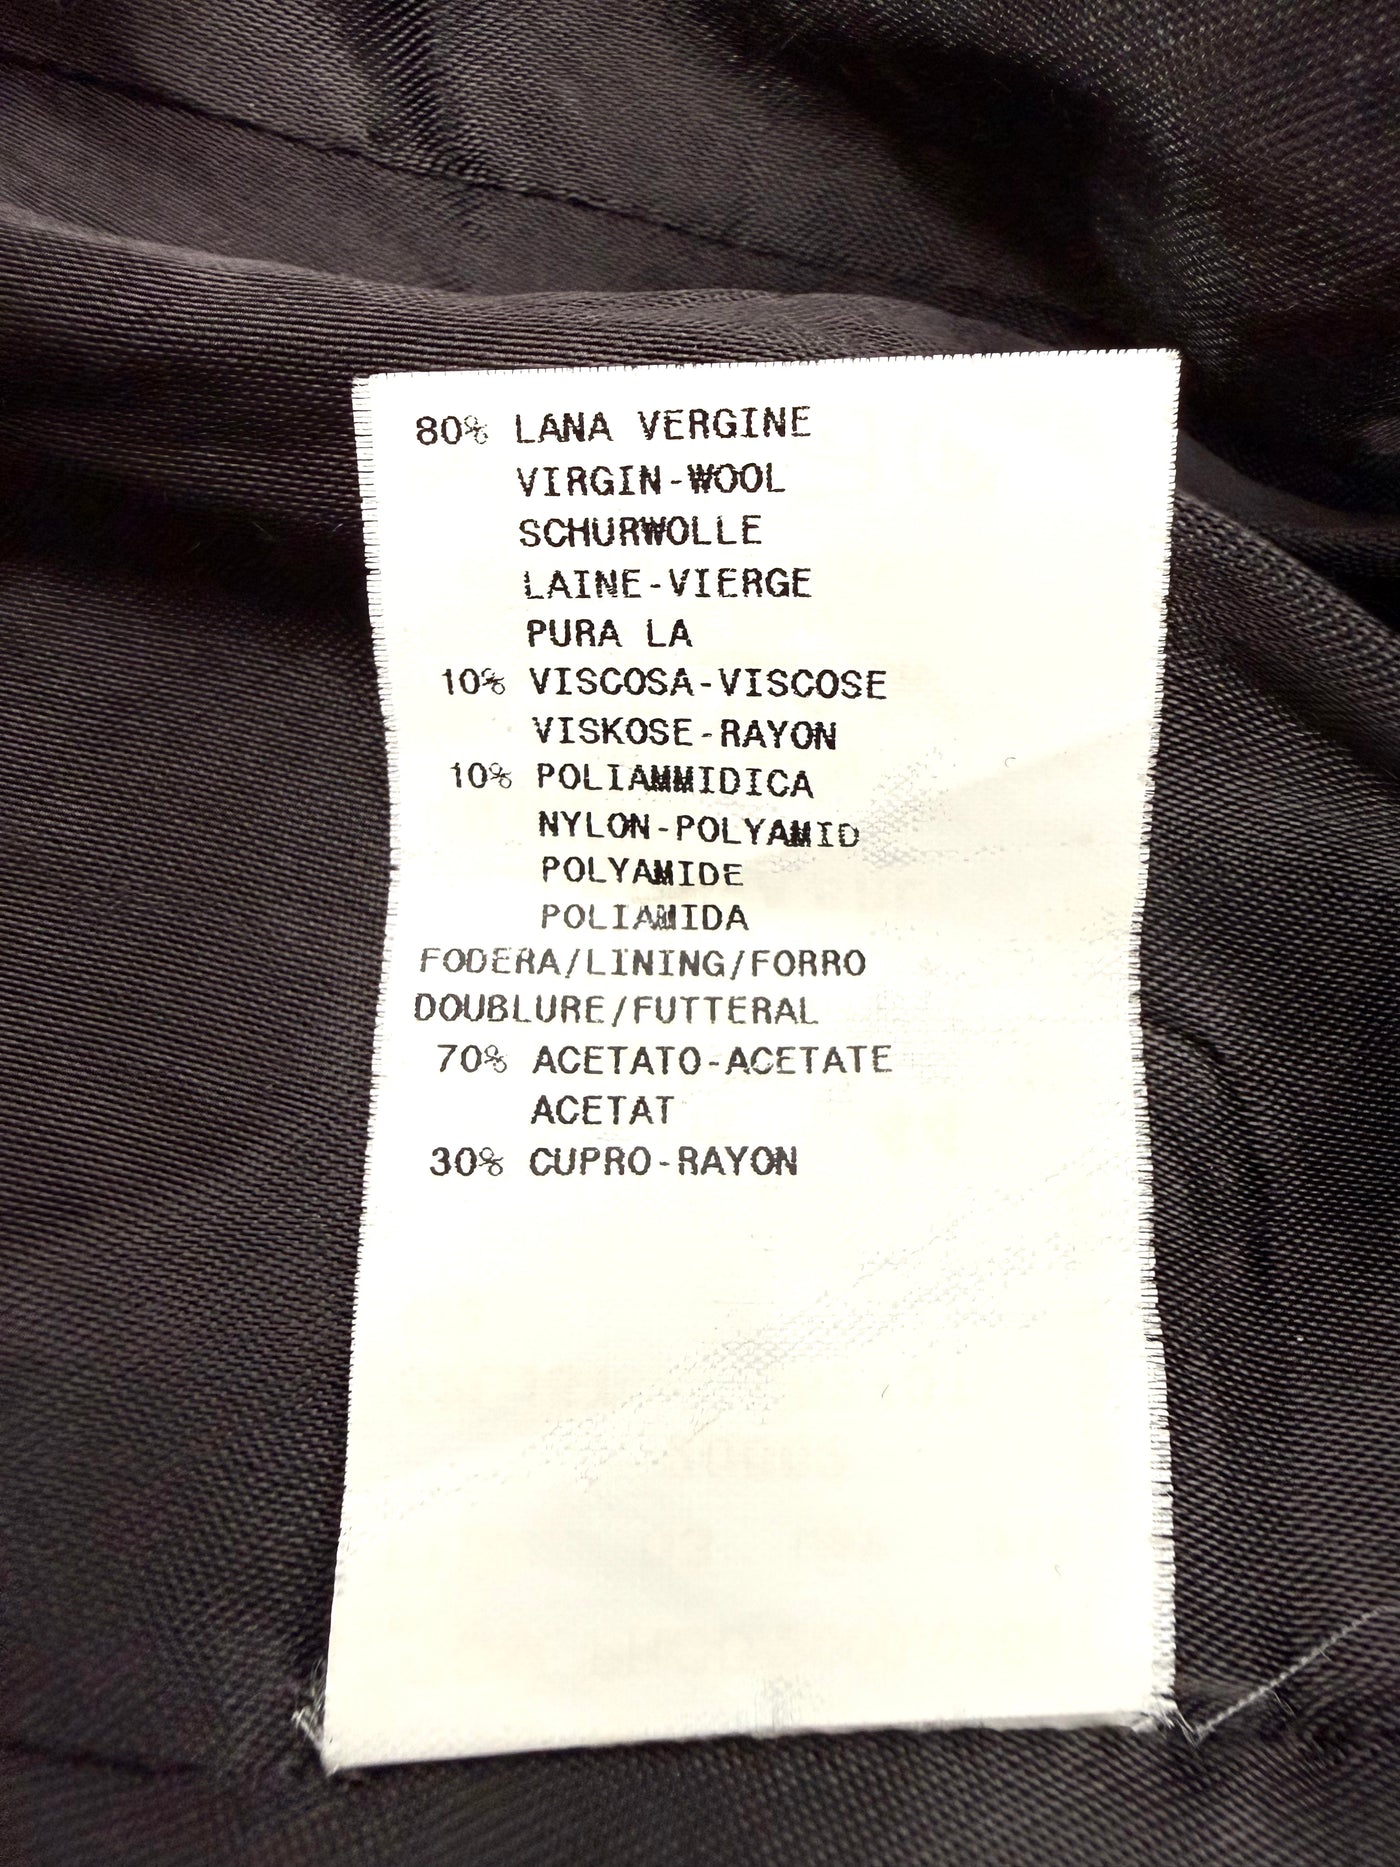 80% LANA VERGINE
VIRGIN-WOOL
SCHURWOLLE
LAINE-VIERGE
PURA LA
10% VISCOSA-VISCOSE
VISKOSE-RAYON
10% POLIAMMIDICA
NYLON-POLYAMID
POLYAMIDE
POLIAMIDA
FODERA/LINING/FORRO
DOUBLURE/FUTTERAL
70% ACETATO-ACETATE
ACETAT
30% CUPRO-RAYON